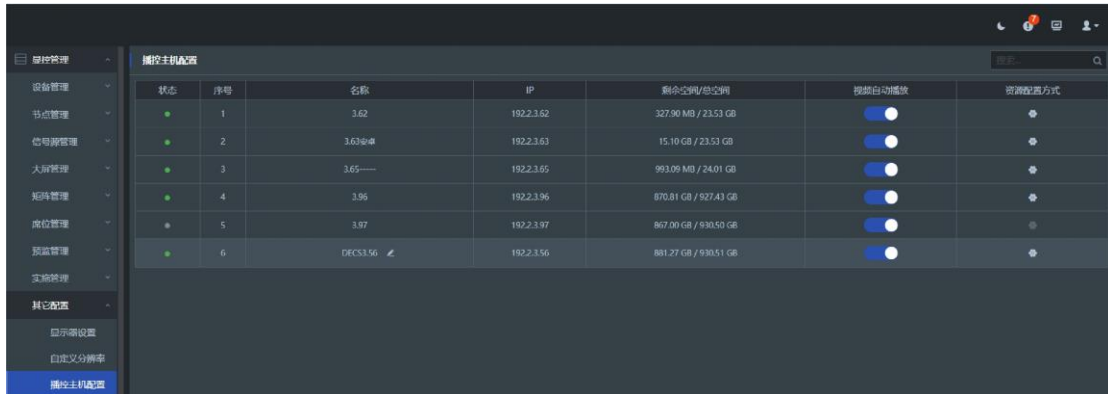 7
显控管理
播控主机配置
搜索...
设备管理
状态 序号 名称 IP 剩余空间/总空间 视频自动播放 资源配置方式
节点管理
1 3.62 192.2.3.62 327.90 MB / 23.53 GB
信号源管理
2 3.63安卓 192.2.3.63 15.10 GB / 23.53 GB
大屏管理
3 3.65------ 192.2.3.65 993.09 MB / 24.01 GB
矩阵管理
4 3.96 192.2.3.96 870.81 GB / 927.43 GB
席位管理
5 3.97 192.2.3.97 867.00 GB / 930.50 GB
预监管理
6 DECS3.56 192.2.3.56 881.27 GB / 930.51 GB
实施管理
其它配置
显示器设置
自定义分辨率
播控主机配置